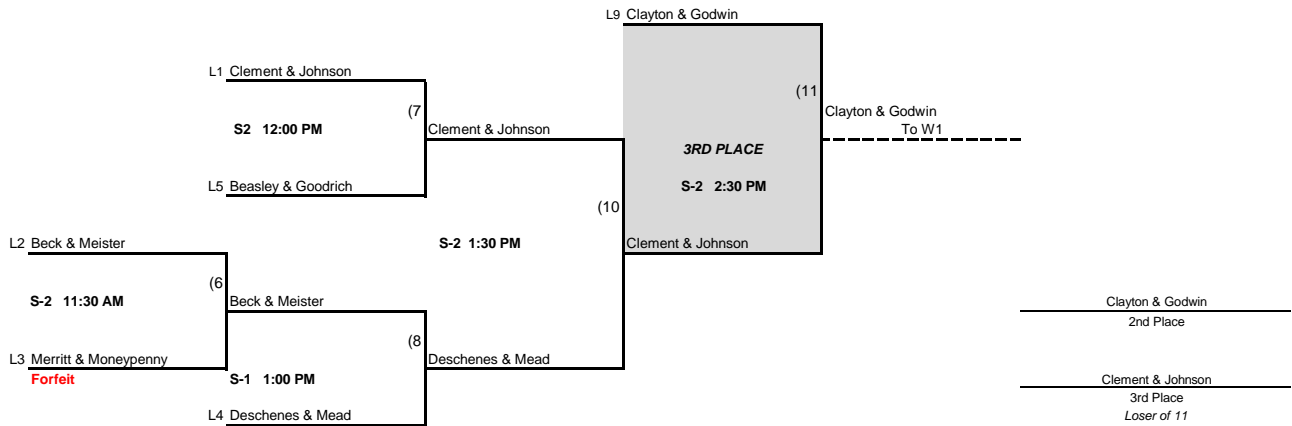 L9 Clayton & Godwin
L1 Clement & Johnson
(11
(7
Clayton & Godwin
S2 12:00 PM
Clement & Johnson
To W1
3RD PLACE
L5 Beasley & Goodrich
S-2 2:30 PM
(10
L2 Beck & Meister
S-2 1:30 PM
Clement & Johnson
(6
S-2 11:30 AM
Beck & Meister
Clayton & Godwin
2nd Place
(8
L3 Merritt & Moneypenny
Deschenes & Mead
Forfeit
S-1 1:00 PM
Clement & Johnson
3rd Place
L4 Deschenes & Mead
Loser of 11